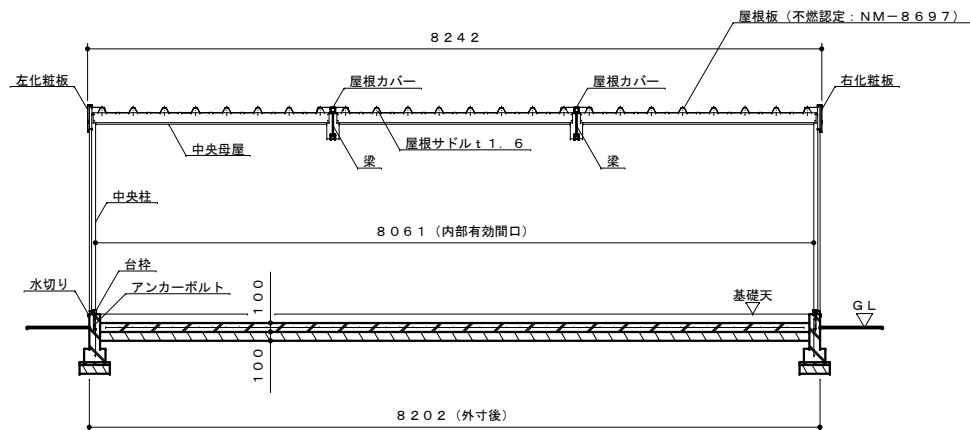 屋根板（不燃認定：NM－8697）
8242
左化粧板
屋根カバー
屋根カバー
右化粧板
中央母屋
梁
屋根サドルｔ1．6
梁
中央柱
8061（内部有効間口）
台枠
水切り
アンカーボルト
100
基礎天
GL
100
8202（外寸後）